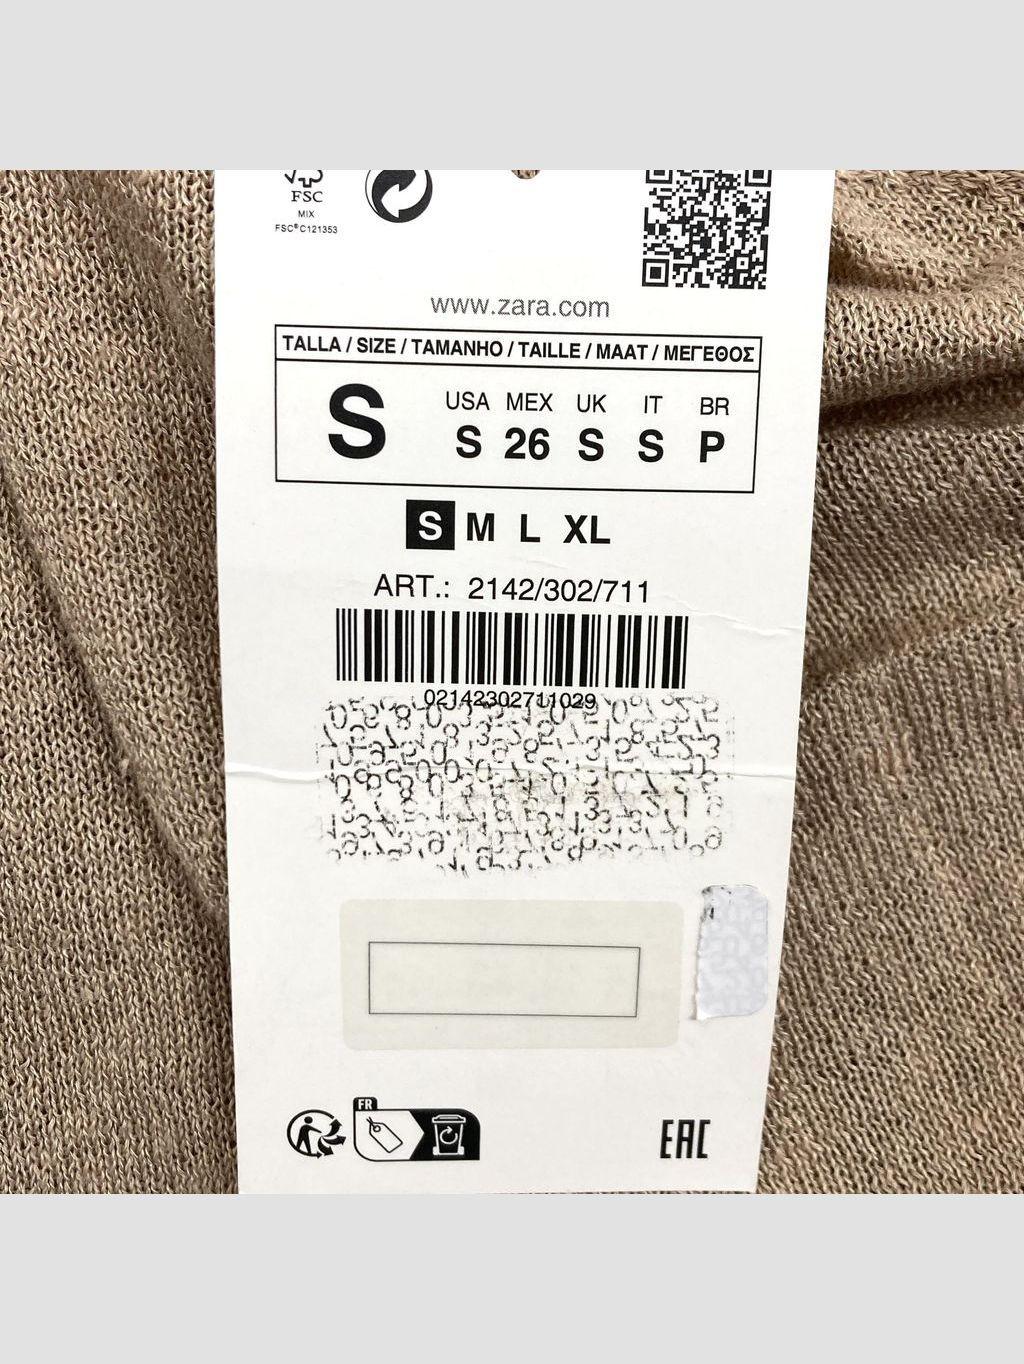 FSC
MIX
FSC® C121353
www.zara.com
TALLA / SIZE / TAMANHO / TAILLE / MAAT / ΜΕΓΕΘΟΣ
S
USA MEX UK IT BR
S 26 S S P
S M L XL
ART.: 2142/302/711
02142302711029
FR
EAC